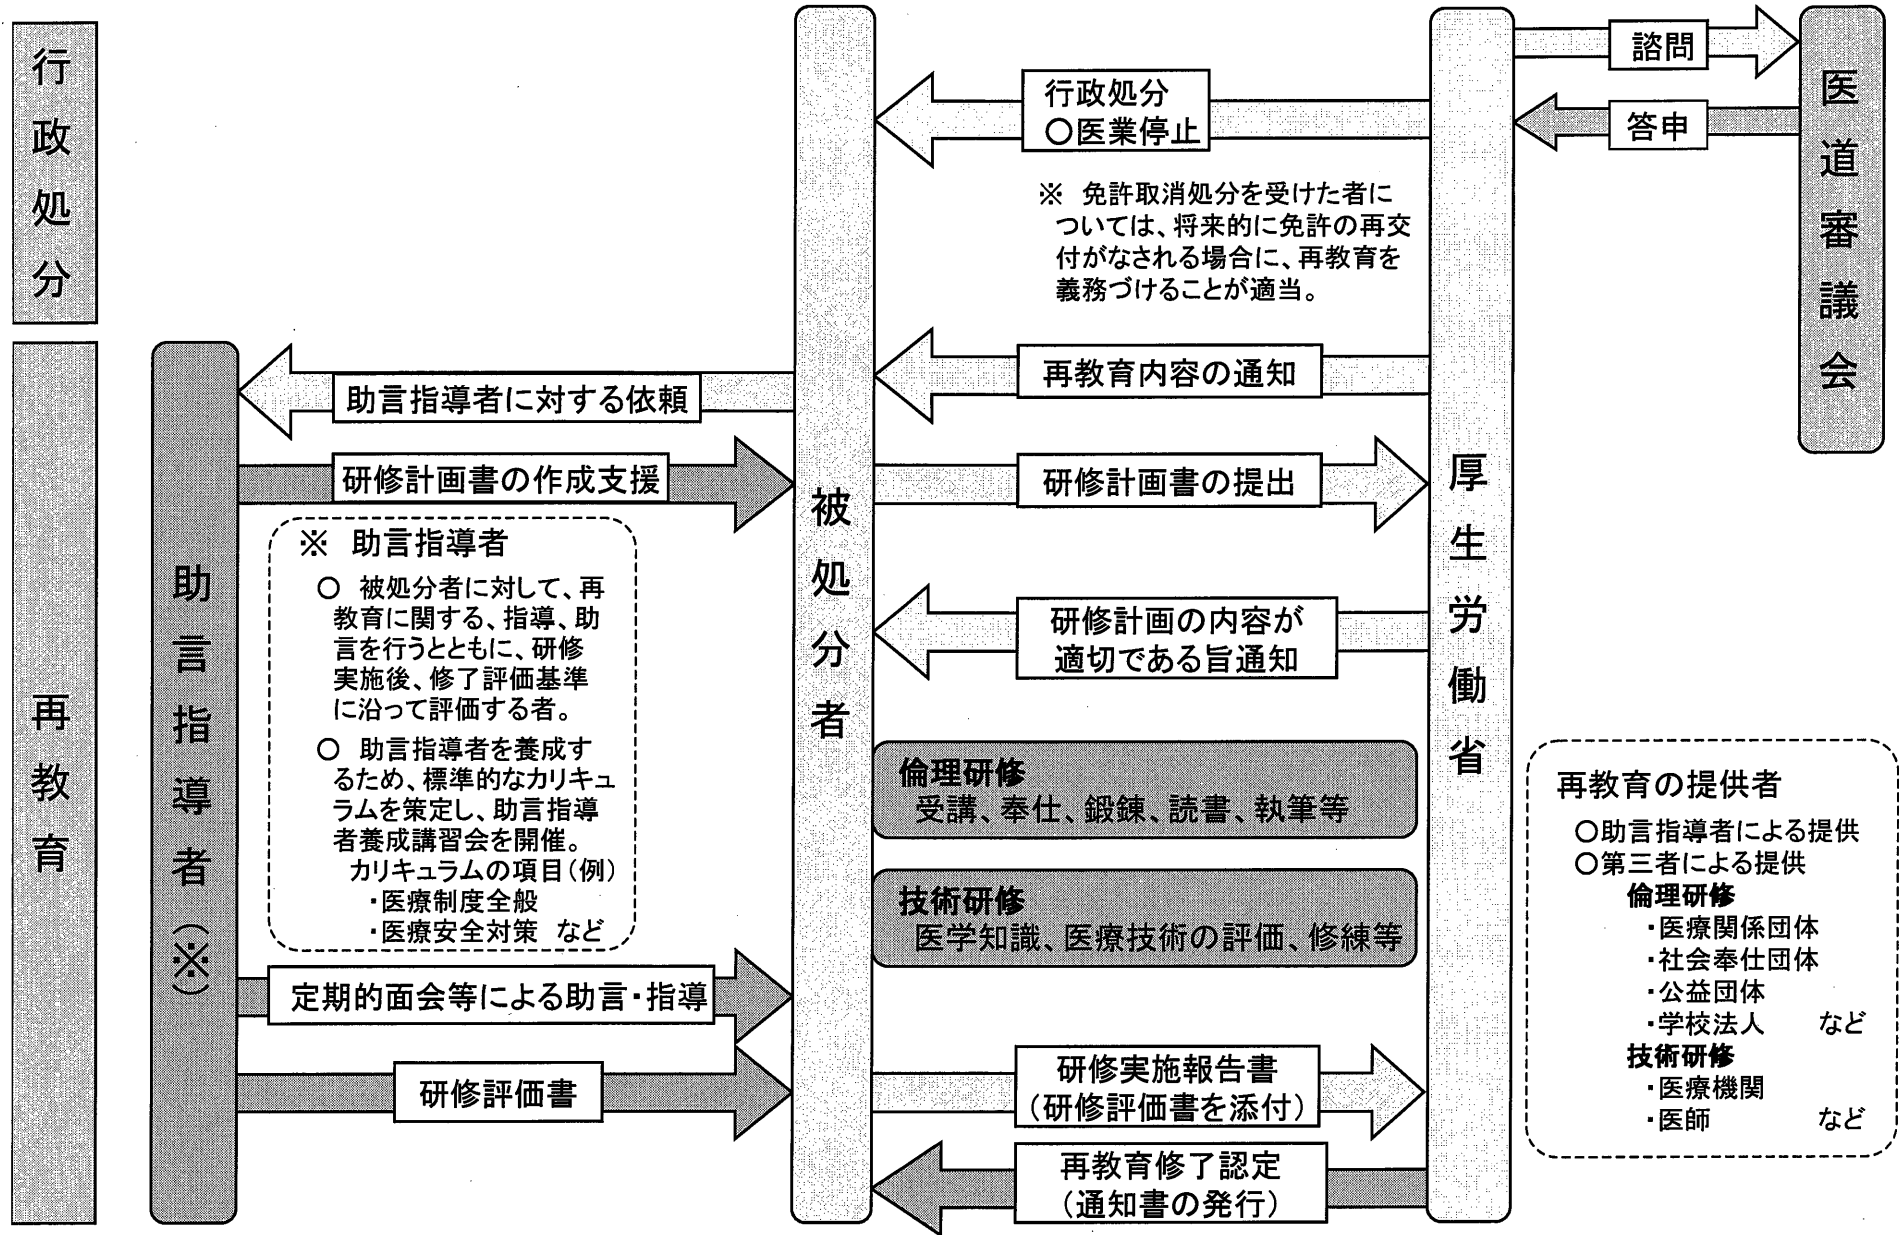 行政処分
再教育
助言指導者(※)
被処分者
厚生労働省
医道審議会
諮問
答申
行政処分
○医業停止
※ 免許取消処分を受けた者に
ついては、将来的に免許の再交
付がなされる場合に、再教育を
義務づけることが適当。
再教育内容の通知
助言指導者に対する依頼
研修計画書の作成支援
研修計画書の提出
※ 助言指導者
○ 被処分者に対して、再
教育に関する、指導、助
言を行うとともに、研修
実施後、修了評価基準
に沿って評価する者。
○ 助言指導者を養成す
るため、標準的なカリキュ
ラムを策定し、助言指導
者養成講習会を開催。
カリキュラムの項目(例)
・医療制度全般
・医療安全対策 など
研修計画の内容が
適切である旨通知
倫理研修
受講、奉仕、鍛錬、読書、執筆等
技術研修
医学知識、医療技術の評価、修練等
定期的面会等による助言・指導
研修評価書
研修実施報告書
(研修評価書を添付)
再教育修了認定
(通知書の発行)
再教育の提供者
○助言指導者による提供
○第三者による提供
倫理研修
・医療関係団体
・社会奉仕団体
・公益団体
・学校法人 など
技術研修
・医療機関
・医師 など